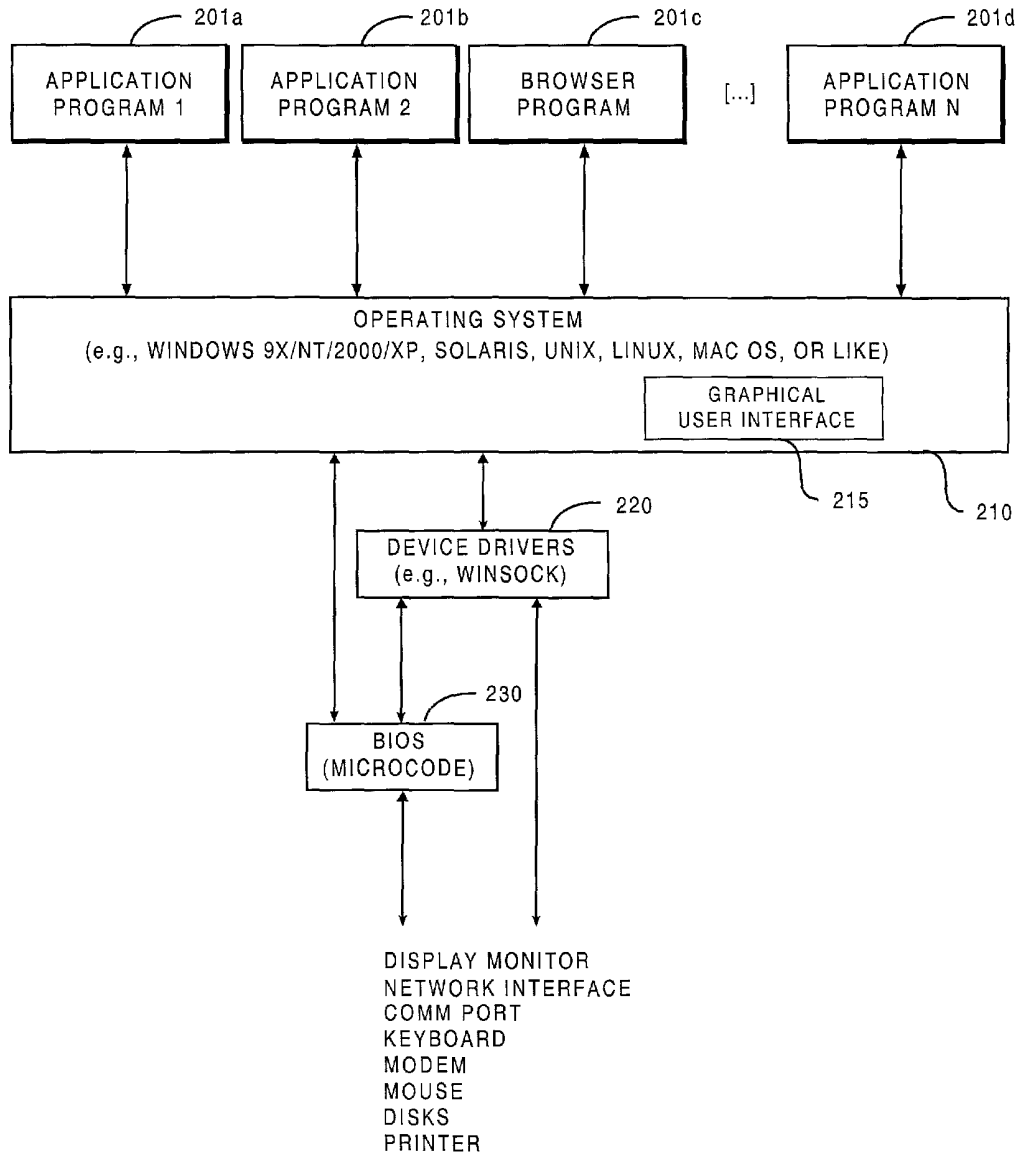 201a
201b
201c
201d
APPLICATION
PROGRAM 1
APPLICATION
PROGRAM 2
BROWSER
PROGRAM
[...]
APPLICATION
PROGRAM N
OPERATING SYSTEM
(e.g., WINDOWS 9X/NT/2000/XP, SOLARIS, UNIX, LINUX, MAC OS, OR LIKE)
GRAPHICAL
USER INTERFACE
215
210
220
DEVICE DRIVERS
(e.g., WINSOCK)
230
BIOS
(MICROCODE)
DISPLAY MONITOR
NETWORK INTERFACE
COMM PORT
KEYBOARD
MODEM
MOUSE
DISKS
PRINTER